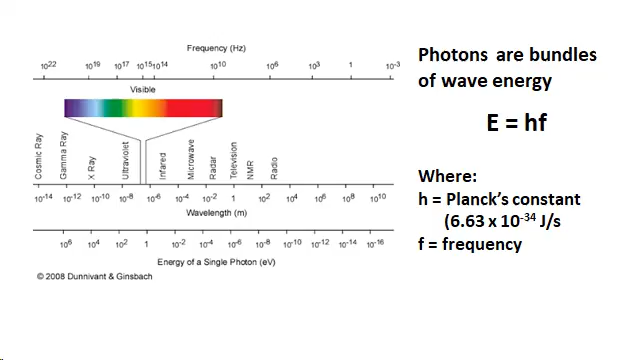 Frequency (Hz)
10²² 10¹⁹ 10¹⁷ 10¹⁵ 10¹⁴ 10¹⁰ 10⁶ 10³ 1 10⁻³
Visible
Cosmic Ray
Gamma Ray
X Ray
Ultraviolet
Infared
Microwave
Radar
Television
NMR
Radio
10⁻¹⁴ 10⁻¹² 10⁻¹⁰ 10⁻⁸ 10⁻⁶ 10⁻⁴ 10⁻² 1 10² 10⁴ 10⁶ 10⁸ 10¹⁰
Wavelength (m)
10⁶ 10⁴ 10² 1 10⁻² 10⁻⁴ 10⁻⁶ 10⁻⁸ 10⁻¹⁰ 10⁻¹² 10⁻¹⁴ 10⁻¹⁶
Energy of a Single Photon (eV)
© 2008 Dunnivant & Ginsbach
Photons are bundles
of wave energy
E = hf
Where:
h = Planck’s constant
(6.63 x 10⁻³⁴ J/s
f = frequency